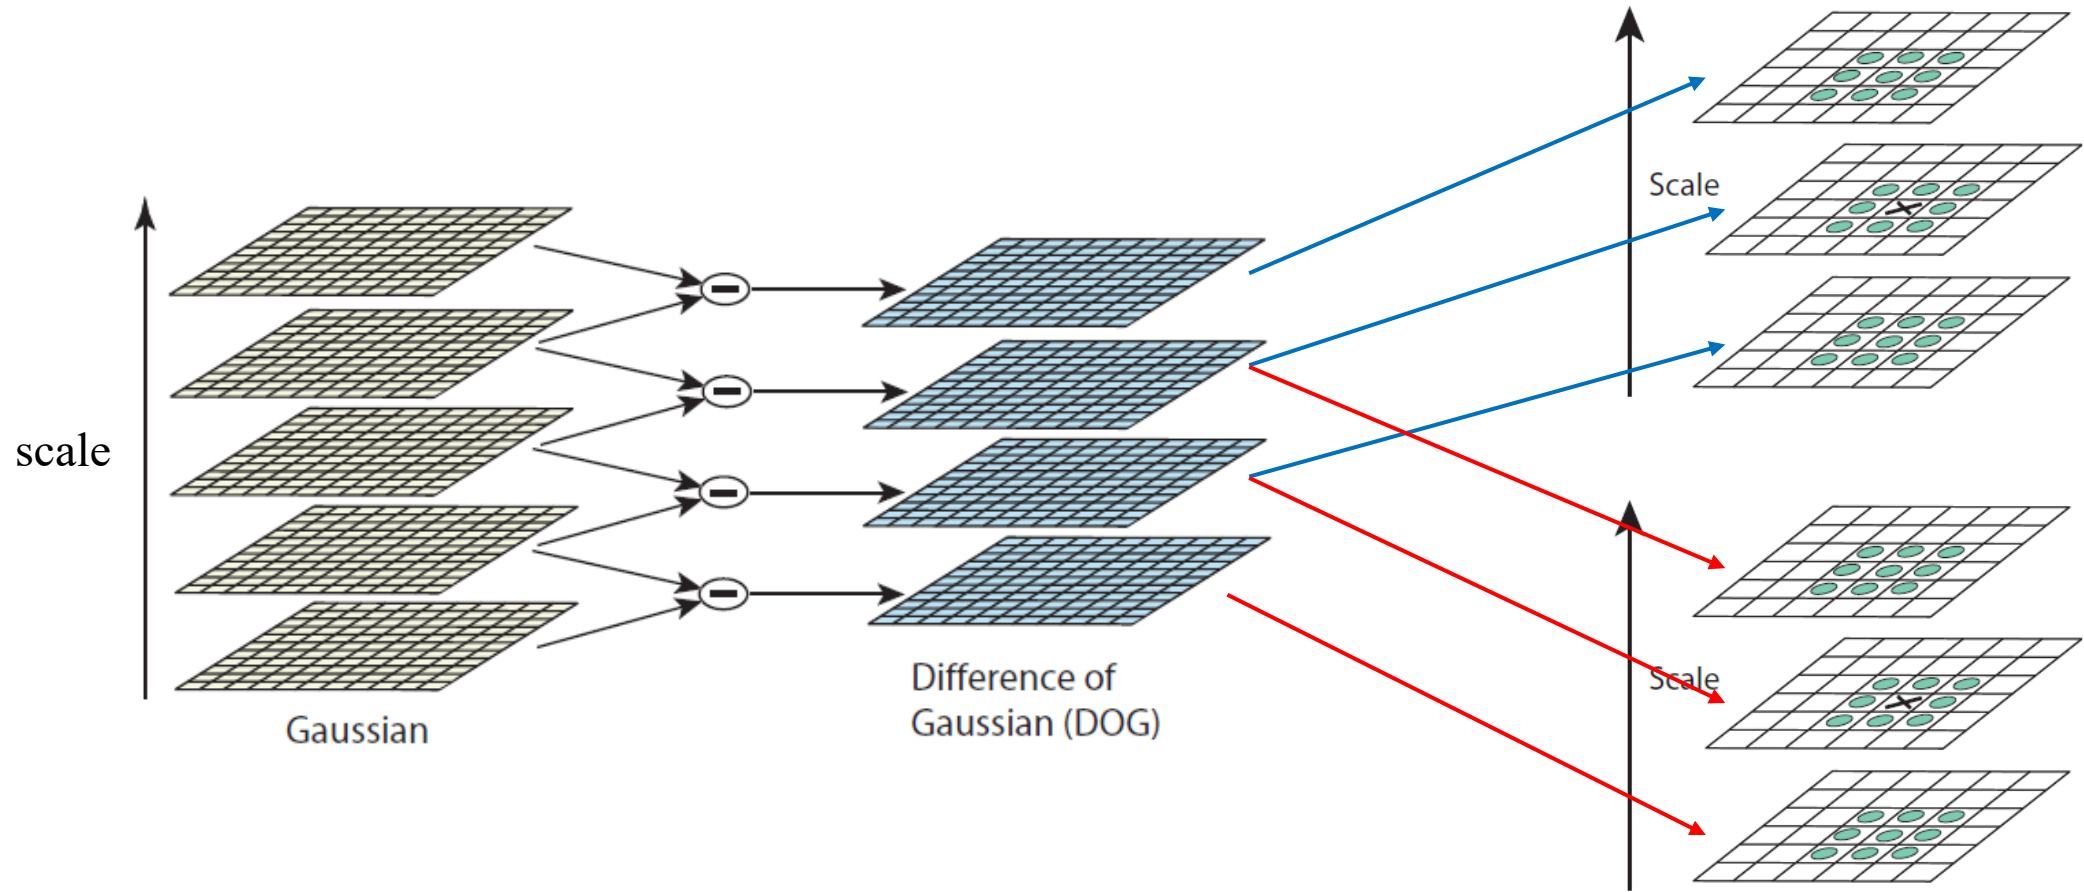 scale
Gaussian
Difference of
Gaussian (DOG)
Scale
Scale